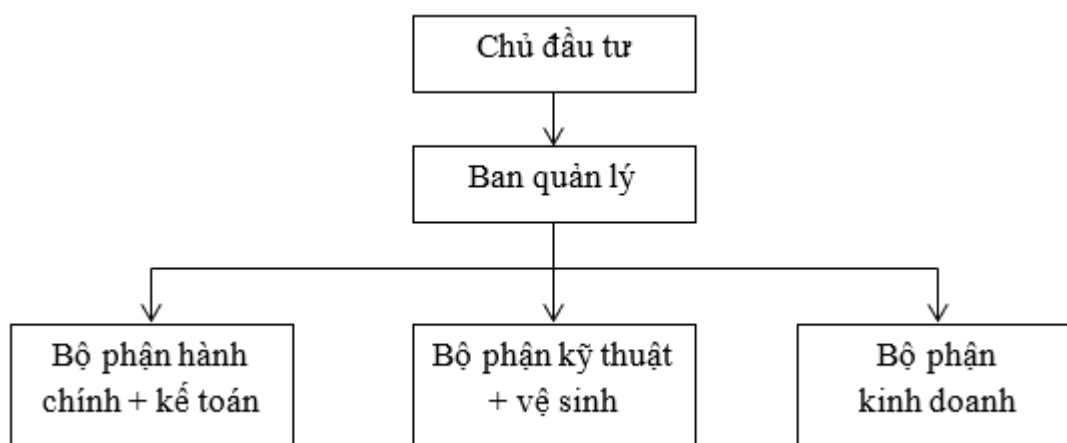 Chủ đầu tư
Ban quản lý
Bộ phận hành
chính + kế toán
Bộ phận kỹ thuật
+ vệ sinh
Bộ phận
kinh doanh